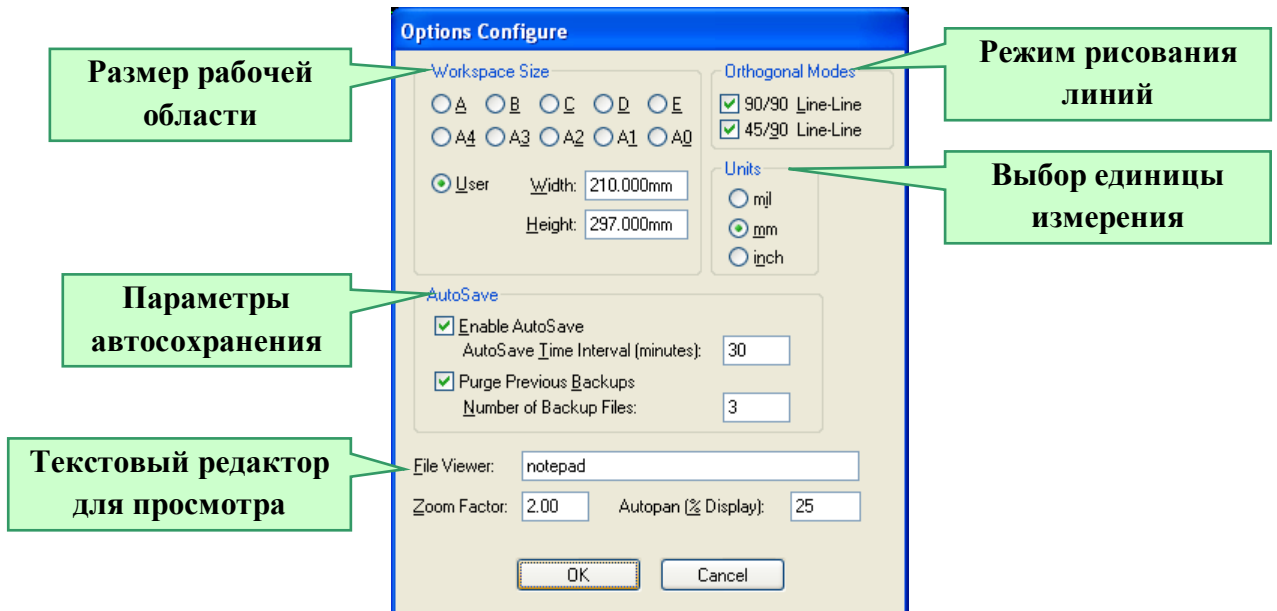 Options Configure
Размер рабочей
области
Режим рисования
линий
Workspace Size
A B C D E
A4 A3 A2 A1 A0
User Width: 210.000mm
Height: 297.000mm
Orthogonal Modes
90/90 Line-Line
45/90 Line-Line
Units
mil
mm
inch
Выбор единицы
измерения
Параметры
автосохранения
AutoSave
Enable AutoSave
AutoSave Time Interval (minutes): 30
Purge Previous Backups
Number of Backup Files: 3
Текстовый редактор
для просмотра
File Viewer: notepad
Zoom Factor: 2.00 Autopan (% Display): 25
OK Cancel